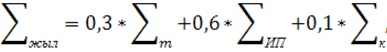 ∑жыл = 0,3 * ∑т +0,6 * ∑ИП +0,1 * ∑к